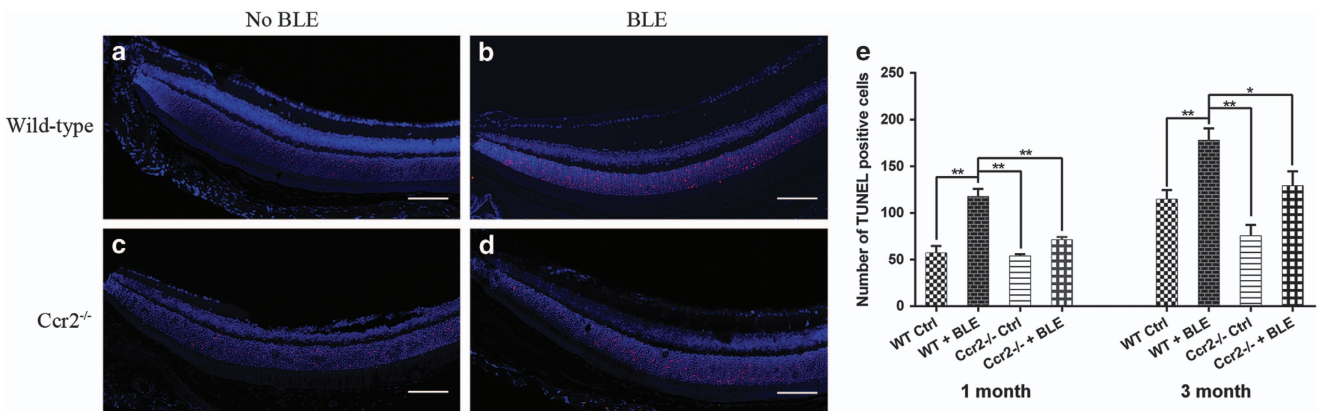 No BLE
BLE
Wild-type
Ccr2-/-
a
b
c
d
e
Number of TUNEL positive cells
250
200
150
100
50
0
**
**
**
**
**
*
WT Ctrl
WT + BLE
Ccr2-/- Ctrl
Ccr2-/- + BLE
WT Ctrl
WT + BLE
Ccr2-/- Ctrl
Ccr2-/- + BLE
1 month
3 month